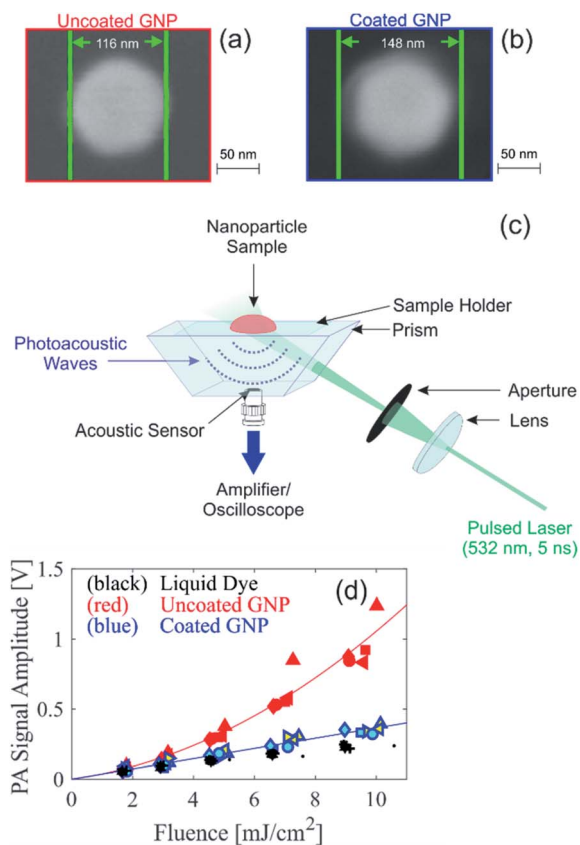 Uncoated GNP
(a)
116 nm
50 nm
Coated GNP
(b)
148 nm
50 nm
(c)
Nanoparticle
Sample
Sample Holder
Prism
Photoacoustic
Waves
Aperture
Lens
Acoustic Sensor
Amplifier/
Oscilloscope
Pulsed Laser
(532 nm, 5 ns)
(d)
PA Signal Amplitude [V]
1.5
1
0.5
0
(black) Liquid Dye
(red) Uncoated GNP
(blue) Coated GNP
0 2 4 6 8 10
Fluence [mJ/cm²]